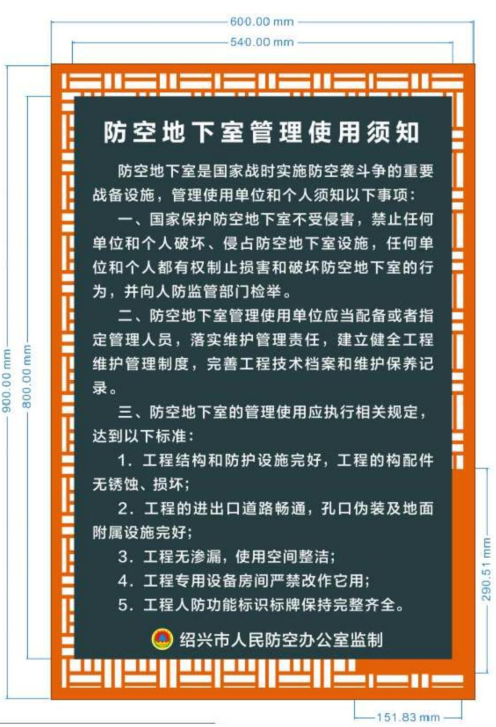 600.00 mm
540.00 mm
900.00 mm
800.00 mm
防空地下室管理使用须知
防空地下室是国家战时实施防空袭斗争的重要
战备设施，管理使用单位和个人须知以下事项：
一、国家保护防空地下室不受侵害，禁止任何
单位和个人破坏、侵占防空地下室设施，任何单
位和个人都有权制止损害和破坏防空地下室的行
为，并向人防监管部门检举。
二、防空地下室管理使用单位应当配备或者指
定管理人员，落实维护管理责任，建立健全工程
维护管理制度，完善工程技术档案和维护保养记
录。
三、防空地下室的管理使用应执行相关规定，
达到以下标准：
1．工程结构和防护设施完好，工程的构配件
无锈蚀、损坏；
2．工程的进出口道路畅通，孔口伪装及地面
附属设施完好；
3．工程无渗漏，使用空间整洁；
4．工程专用设备房间严禁改作它用；
5．工程人防功能标识标牌保持完整齐全。
绍兴市人民防空办公室监制
290.51 mm
151.83 mm